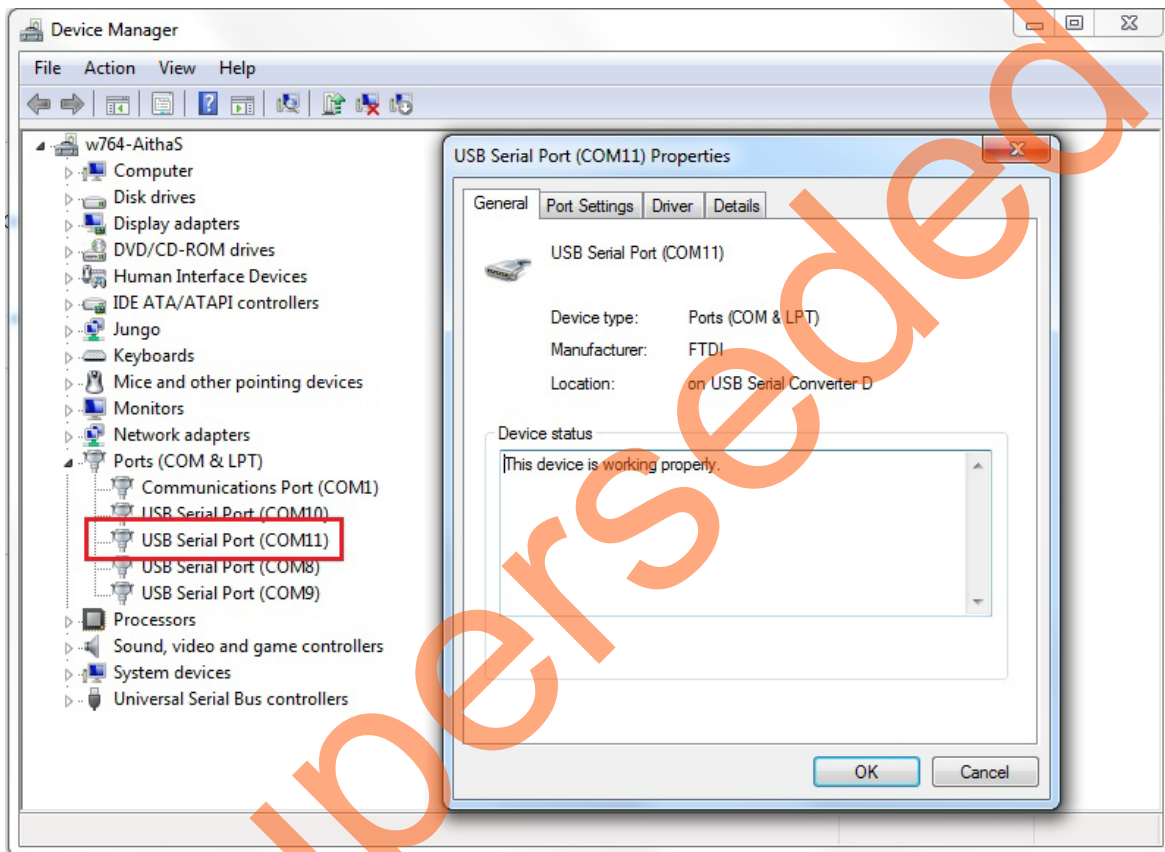 Device Manager
File Action View Help
w764-AithaS
Computer
Disk drives
Display adapters
DVD/CD-ROM drives
Human Interface Devices
IDE ATA/ATAPI controllers
Jungo
Keyboards
Mice and other pointing devices
Monitors
Network adapters
Ports (COM & LPT)
Communications Port (COM1)
USB Serial Port (COM10)
USB Serial Port (COM11)
USB Serial Port (COM8)
USB Serial Port (COM9)
Processors
Sound, video and game controllers
System devices
Universal Serial Bus controllers
USB Serial Port (COM11) Properties
General Port Settings Driver Details
USB Serial Port (COM11)
Device type: Ports (COM & LPT)
Manufacturer: FTDI
Location: on USB Serial Converter D
Device status
This device is working properly.
OK Cancel
perseded